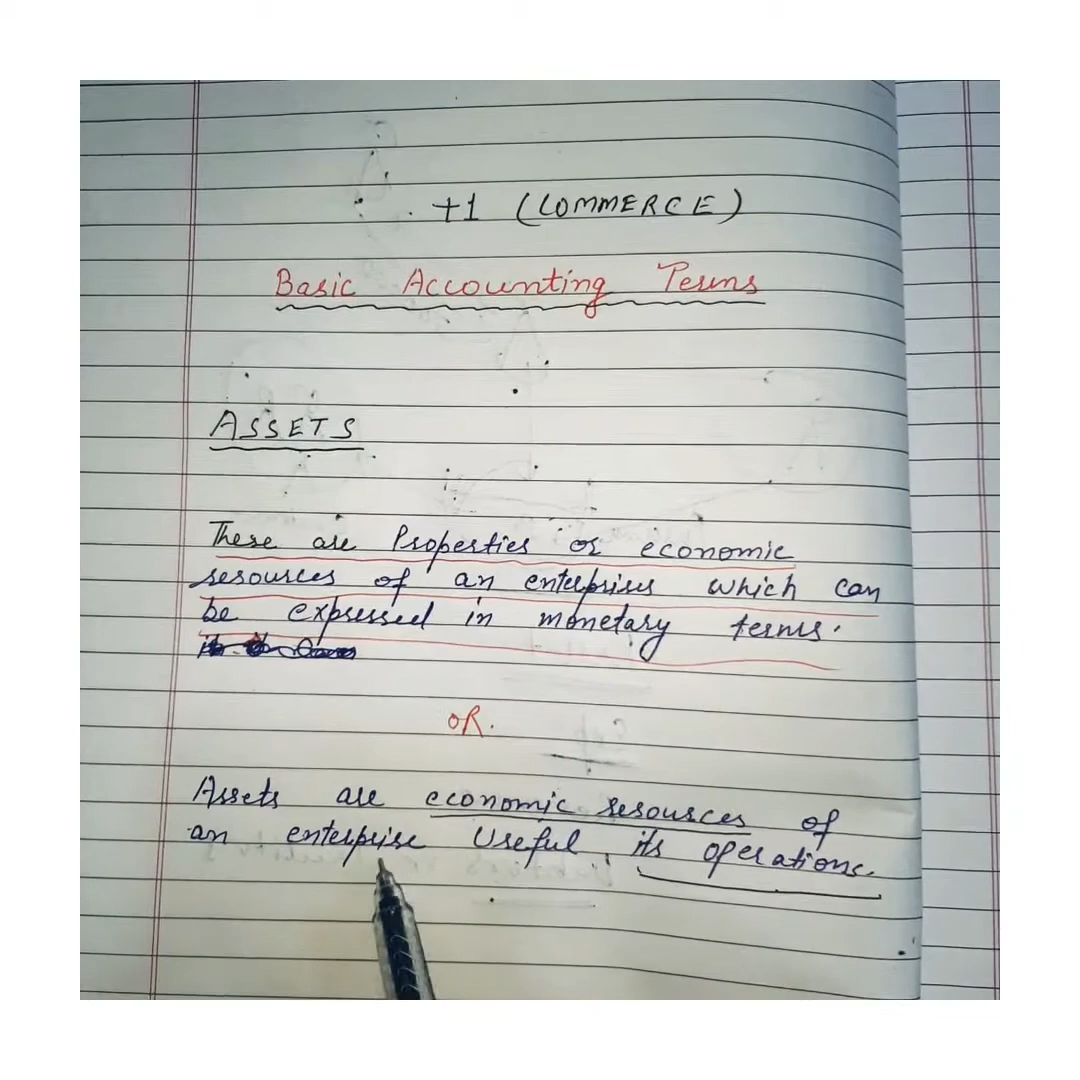 +1 (COMMERCE)
Basic Accounting Terms
ASSETS
These are Properties or economic
resources of an enterprises which can
be expressed in monetary terms.
OR.
Assets are economic resources of
an enterprise useful its operations.